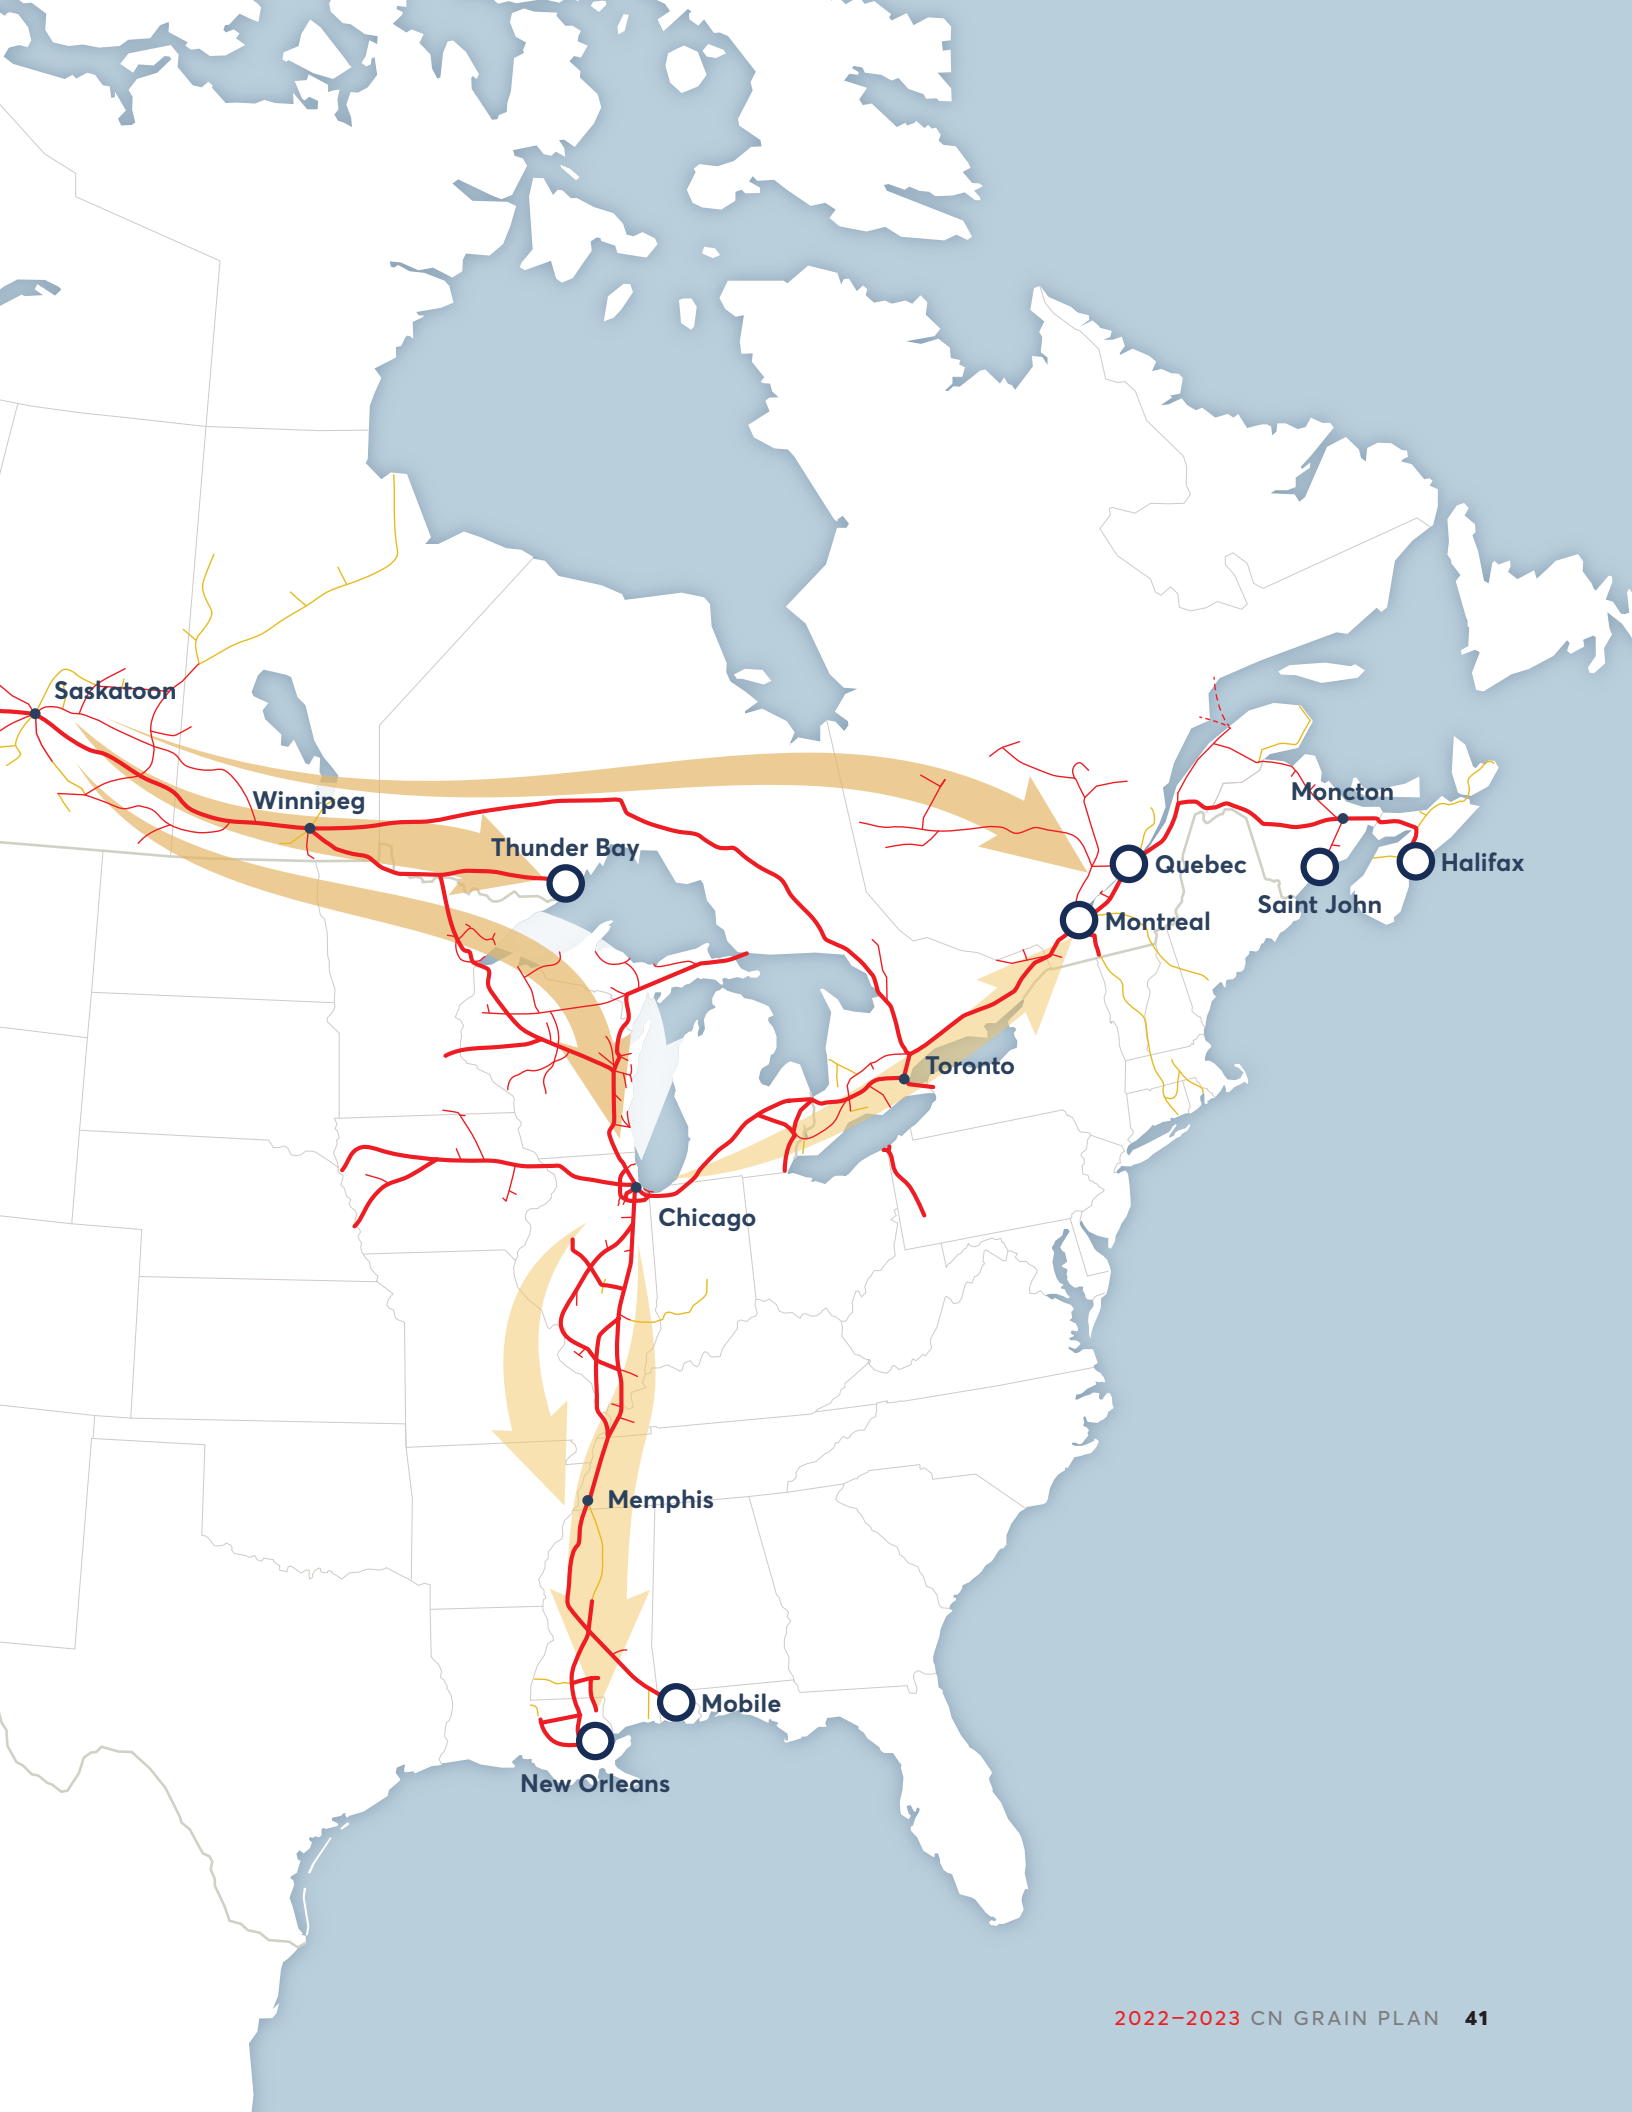 Saskatoon
Winnipeg
Thunder Bay
Moncton
Quebec
Halifax
Saint John
Montreal
Toronto
Chicago
Memphis
Mobile
New Orleans
2022–2023 CN GRAIN PLAN 41